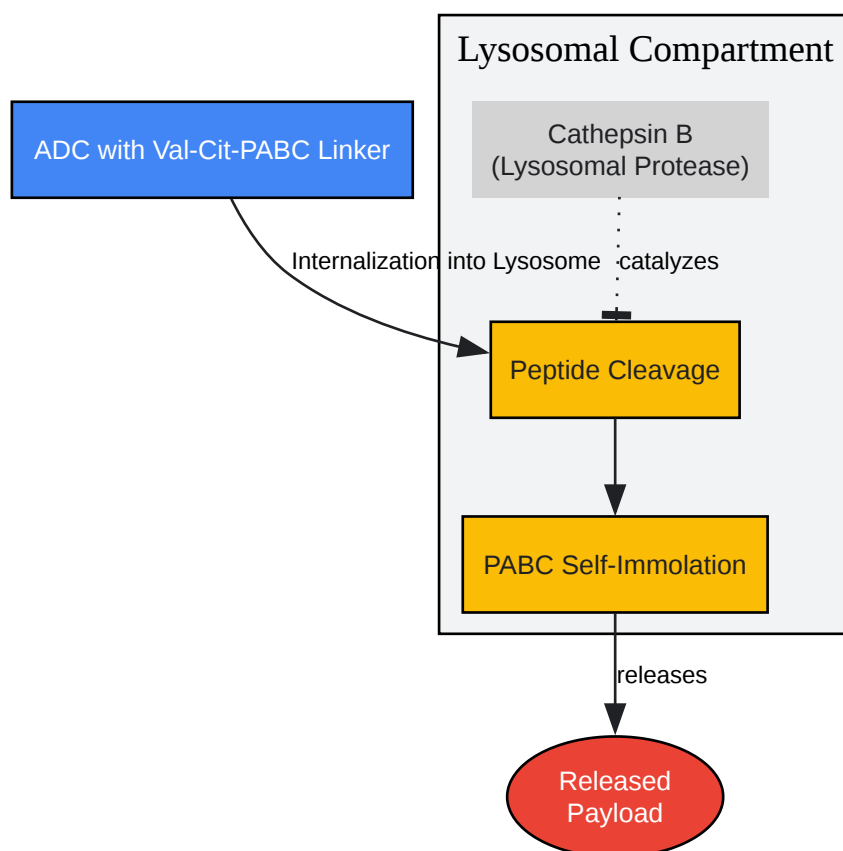 Lysosomal Compartment
ADC with Val-Cit-PABC Linker
Cathepsin B
(Lysosomal Protease)
Internalization into Lysosome
catalyzes
Peptide Cleavage
PABC Self-Immolation
releases
Released
Payload